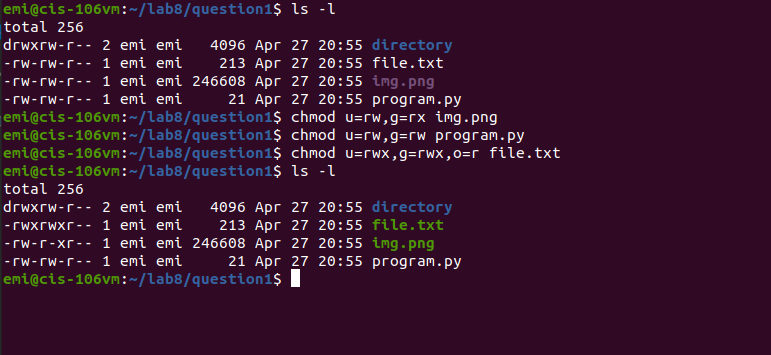 emi@cis-106vm:~/lab8/question1$ ls -l
total 256
drwxrw-r-- 2 emi emi   4096 Apr 27 20:55 directory
-rw-rw-r-- 1 emi emi    213 Apr 27 20:55 file.txt
-rw-rw-r-- 1 emi emi 246608 Apr 27 20:55 img.png
-rw-rw-r-- 1 emi emi     21 Apr 27 20:55 program.py
emi@cis-106vm:~/lab8/question1$ chmod u=rw,g=rx img.png
emi@cis-106vm:~/lab8/question1$ chmod u=rw,g=rw program.py
emi@cis-106vm:~/lab8/question1$ chmod u=rwx,g=rwx,o=r file.txt
emi@cis-106vm:~/lab8/question1$ ls -l
total 256
drwxrw-r-- 2 emi emi   4096 Apr 27 20:55 directory
-rwxrwxr-- 1 emi emi    213 Apr 27 20:55 file.txt
-rw-r-xr-- 1 emi emi 246608 Apr 27 20:55 img.png
-rw-rw-r-- 1 emi emi     21 Apr 27 20:55 program.py
emi@cis-106vm:~/lab8/question1$